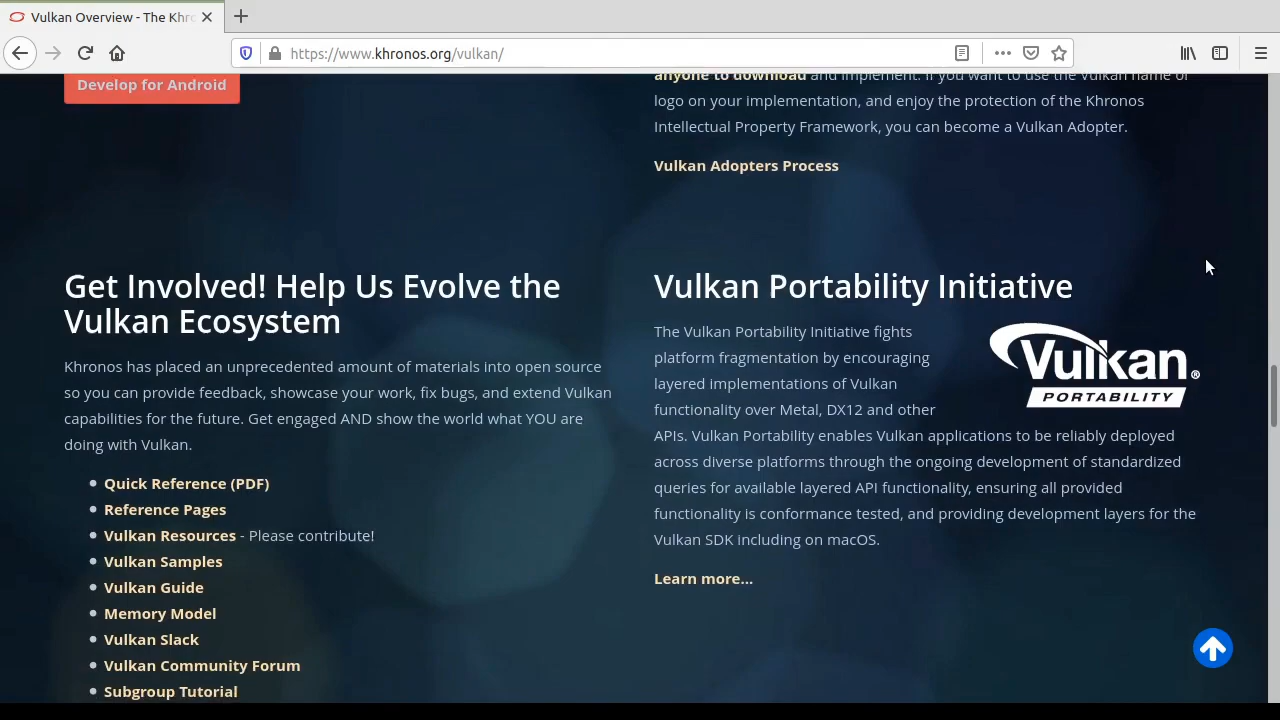 Vulkan Overview - The Khro
https://www.khronos.org/vulkan/
Develop for Android
anyone to download and implement. If you want to use the Vulkan name or
logo on your implementation, and enjoy the protection of the Khronos
Intellectual Property Framework, you can become a Vulkan Adopter.
Vulkan Adopters Process
Get Involved! Help Us Evolve the
Vulkan Ecosystem
Khronos has placed an unprecedented amount of materials into open source
so you can provide feedback, showcase your work, fix bugs, and extend Vulkan
capabilities for the future. Get engaged AND show the world what YOU are
doing with Vulkan.
Quick Reference (PDF)
Reference Pages
Vulkan Resources - Please contribute!
Vulkan Samples
Vulkan Guide
Memory Model
Vulkan Slack
Vulkan Community Forum
Subgroup Tutorial
Vulkan Portability Initiative
The Vulkan Portability Initiative fights
platform fragmentation by encouraging
layered implementations of Vulkan
functionality over Metal, DX12 and other
APIs. Vulkan Portability enables Vulkan applications to be reliably deployed
across diverse platforms through the ongoing development of standardized
queries for available layered API functionality, ensuring all provided
functionality is conformance tested, and providing development layers for the
Vulkan SDK including on macOS.
Learn more...
Vulkan®
PORTABILITY